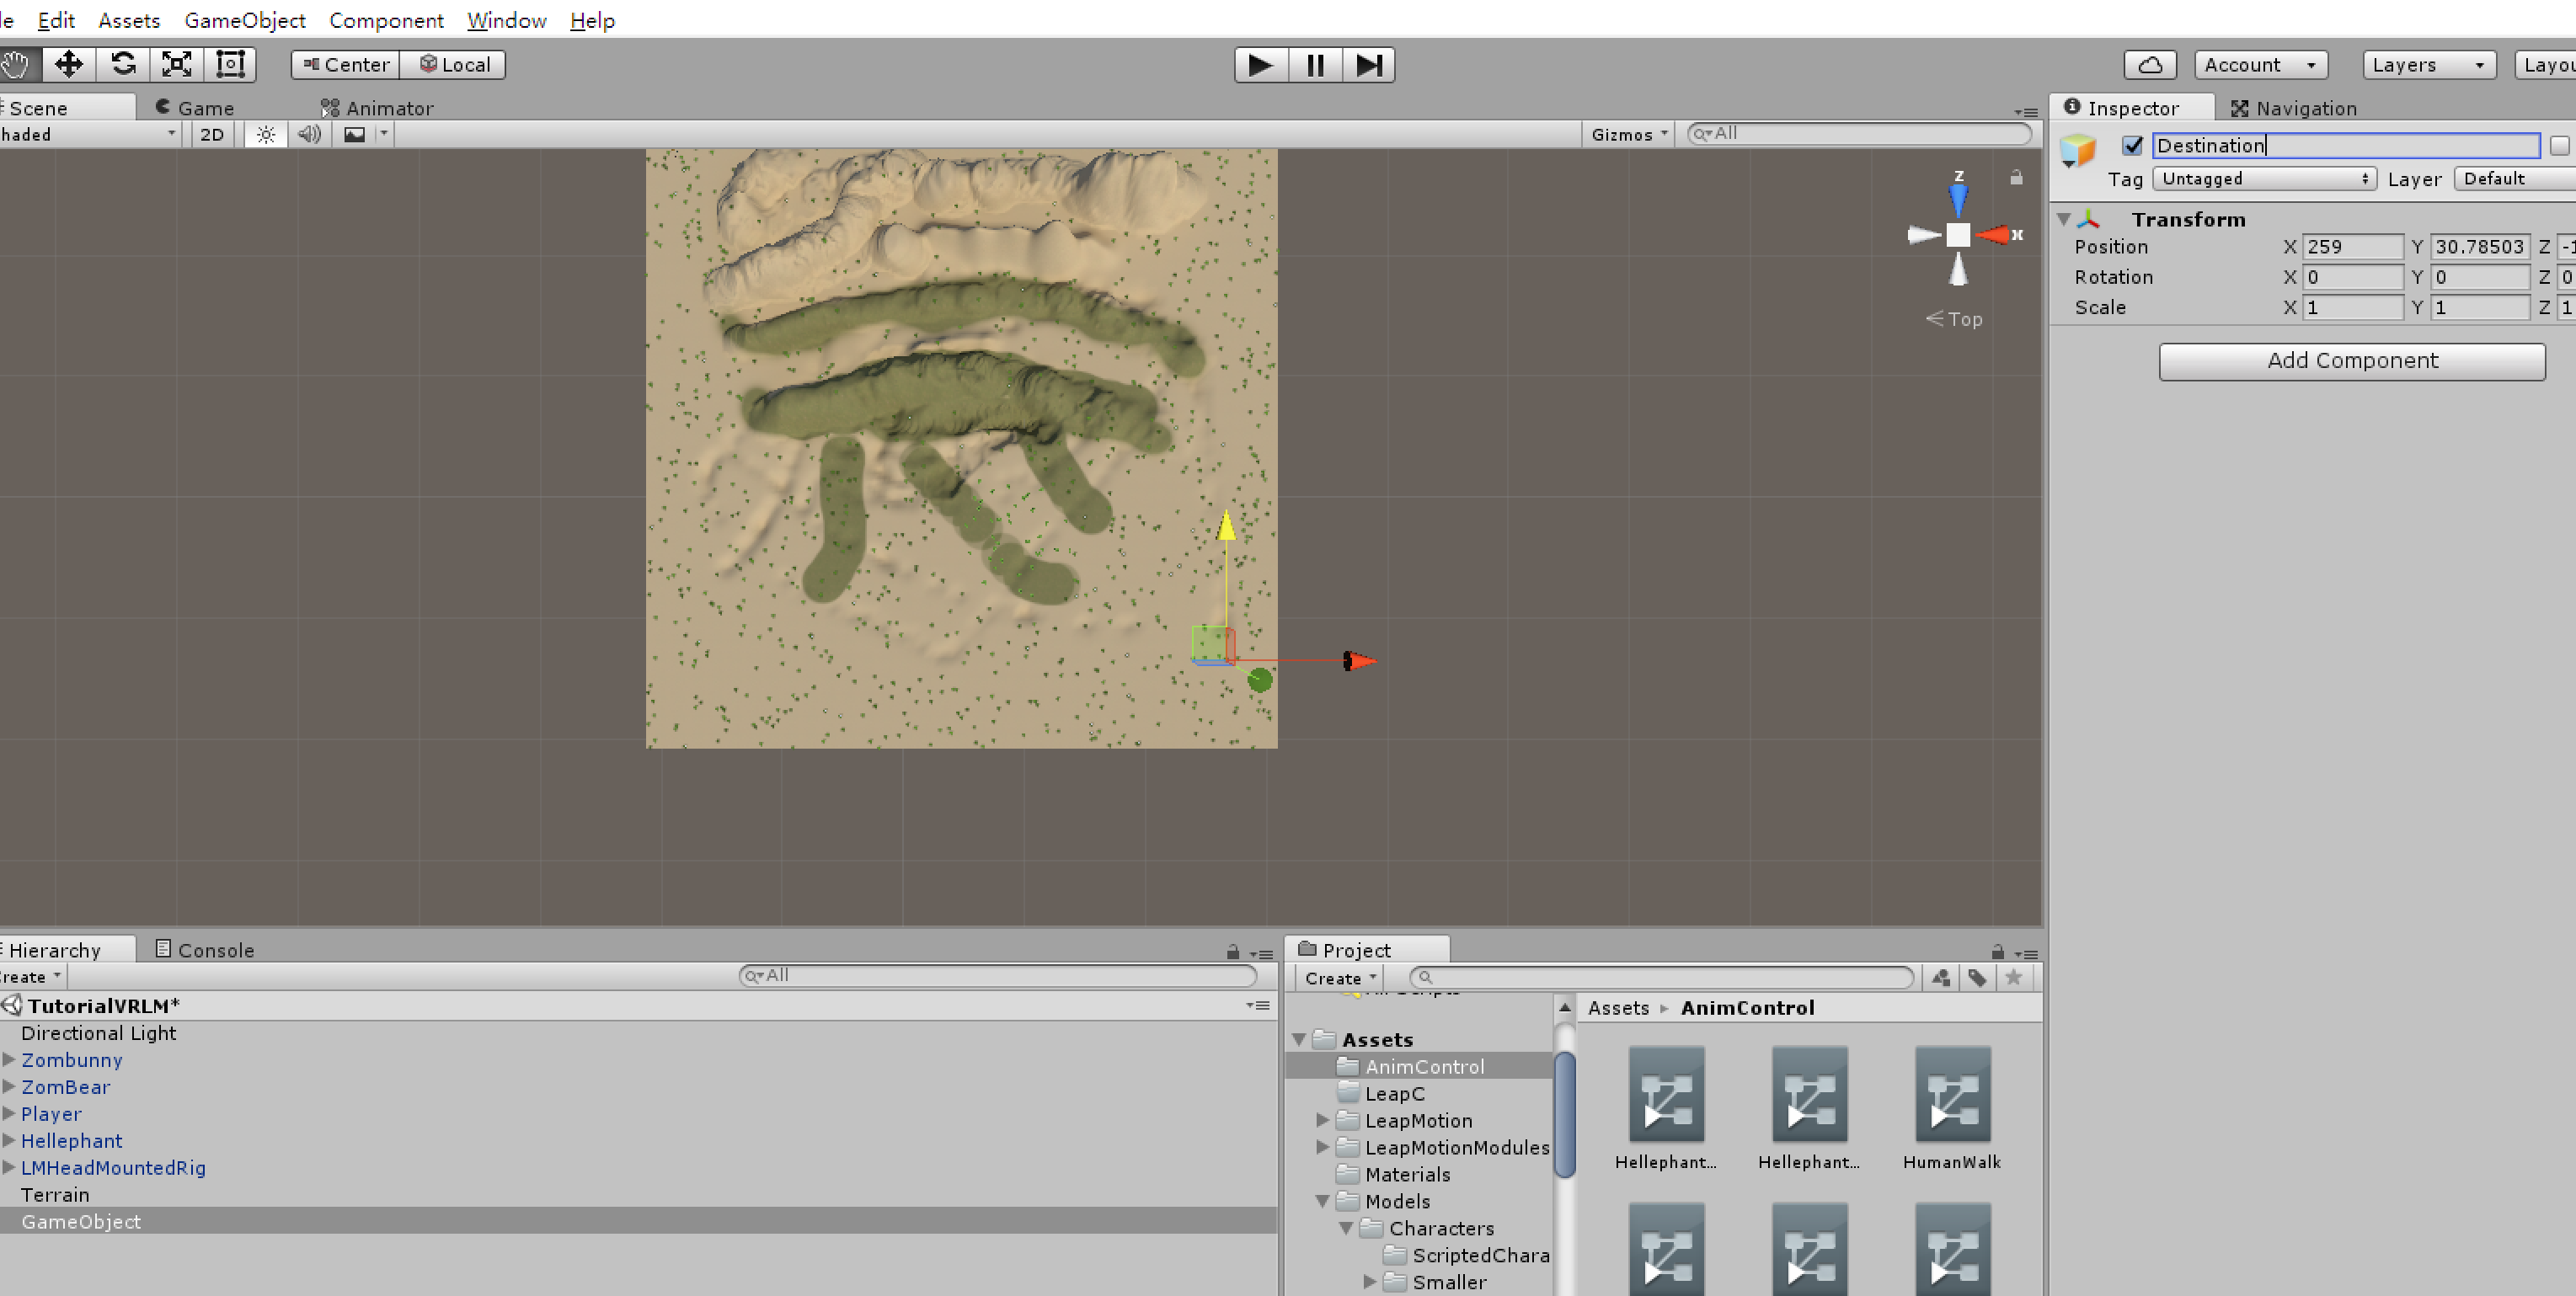 le Edit Assets GameObject Component Window Help
Center Local Account Layers Layou
Scene Game Animator
haded 2D Gizmos All
z
x
Top
Inspector Navigation
Destination
Tag Untagged Layer Default
Transform
Position X 259 Y 30.78503 Z -1
Rotation X 0 Y 0 Z 0
Scale X 1 Y 1 Z 1
Add Component
Hierarchy Console
reate All
TutorialVRLM*
Directional Light
Zombunny
ZomBear
Player
Hellephant
LMHeadMountedRig
Terrain
GameObject
Project
Create
Assets
AnimControl
LeapC
LeapMotion
LeapMotionModules
Materials
Models
Characters
ScriptedChara
Smaller
Assets AnimControl
Hellephant... Hellephant... HumanWalk